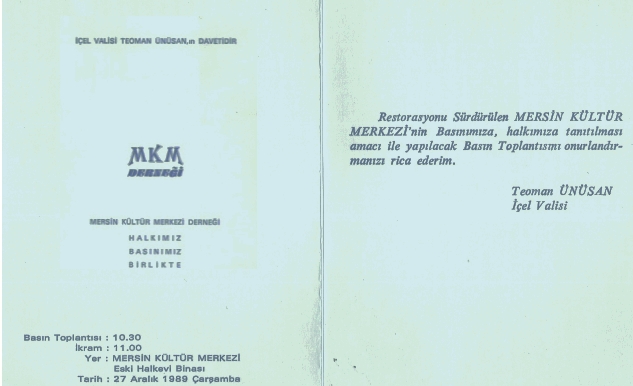 İÇEL VALİSİ TEOMAN ÜNÜSAN,ın DAVETİDİR
MKM
DERNEĞİ
MERSİN KÜLTÜR MERKEZİ DERNEĞİ
HALKIMIZ
BASINIMIZ
BİRLİKTE
Basın Toplantısı : 10.30
İkram : 11.00
Yer : MERSİN KÜLTÜR MERKEZİ
Eski Halkevi Binası
Tarih : 27 Aralık 1989 Çarşamba
Restorasyonu Sürdürülen MERSİN KÜLTÜR
MERKEZİ'nin Basınımıza, halkımıza tanıtılması
amacı ile yapılacak Basın Toplantısını onurlandır-
manızı rica ederim.
Teoman ÜNÜSAN
İçel Valisi